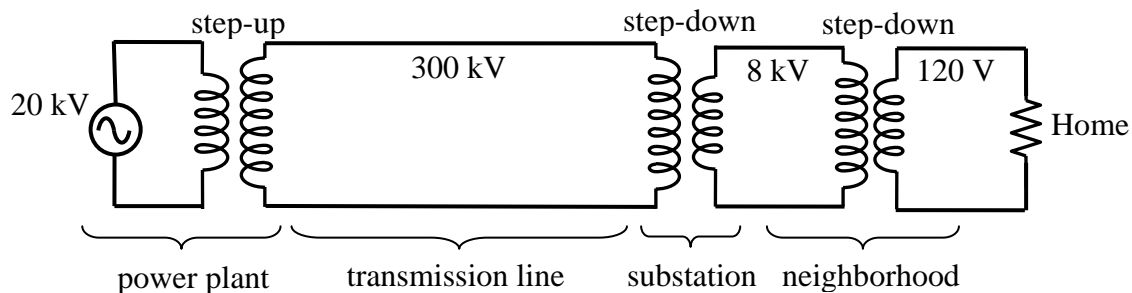 step-up
step-down
step-down
300 kV
8 kV
120 V
20 kV
Home
power plant
transmission line
substation
neighborhood